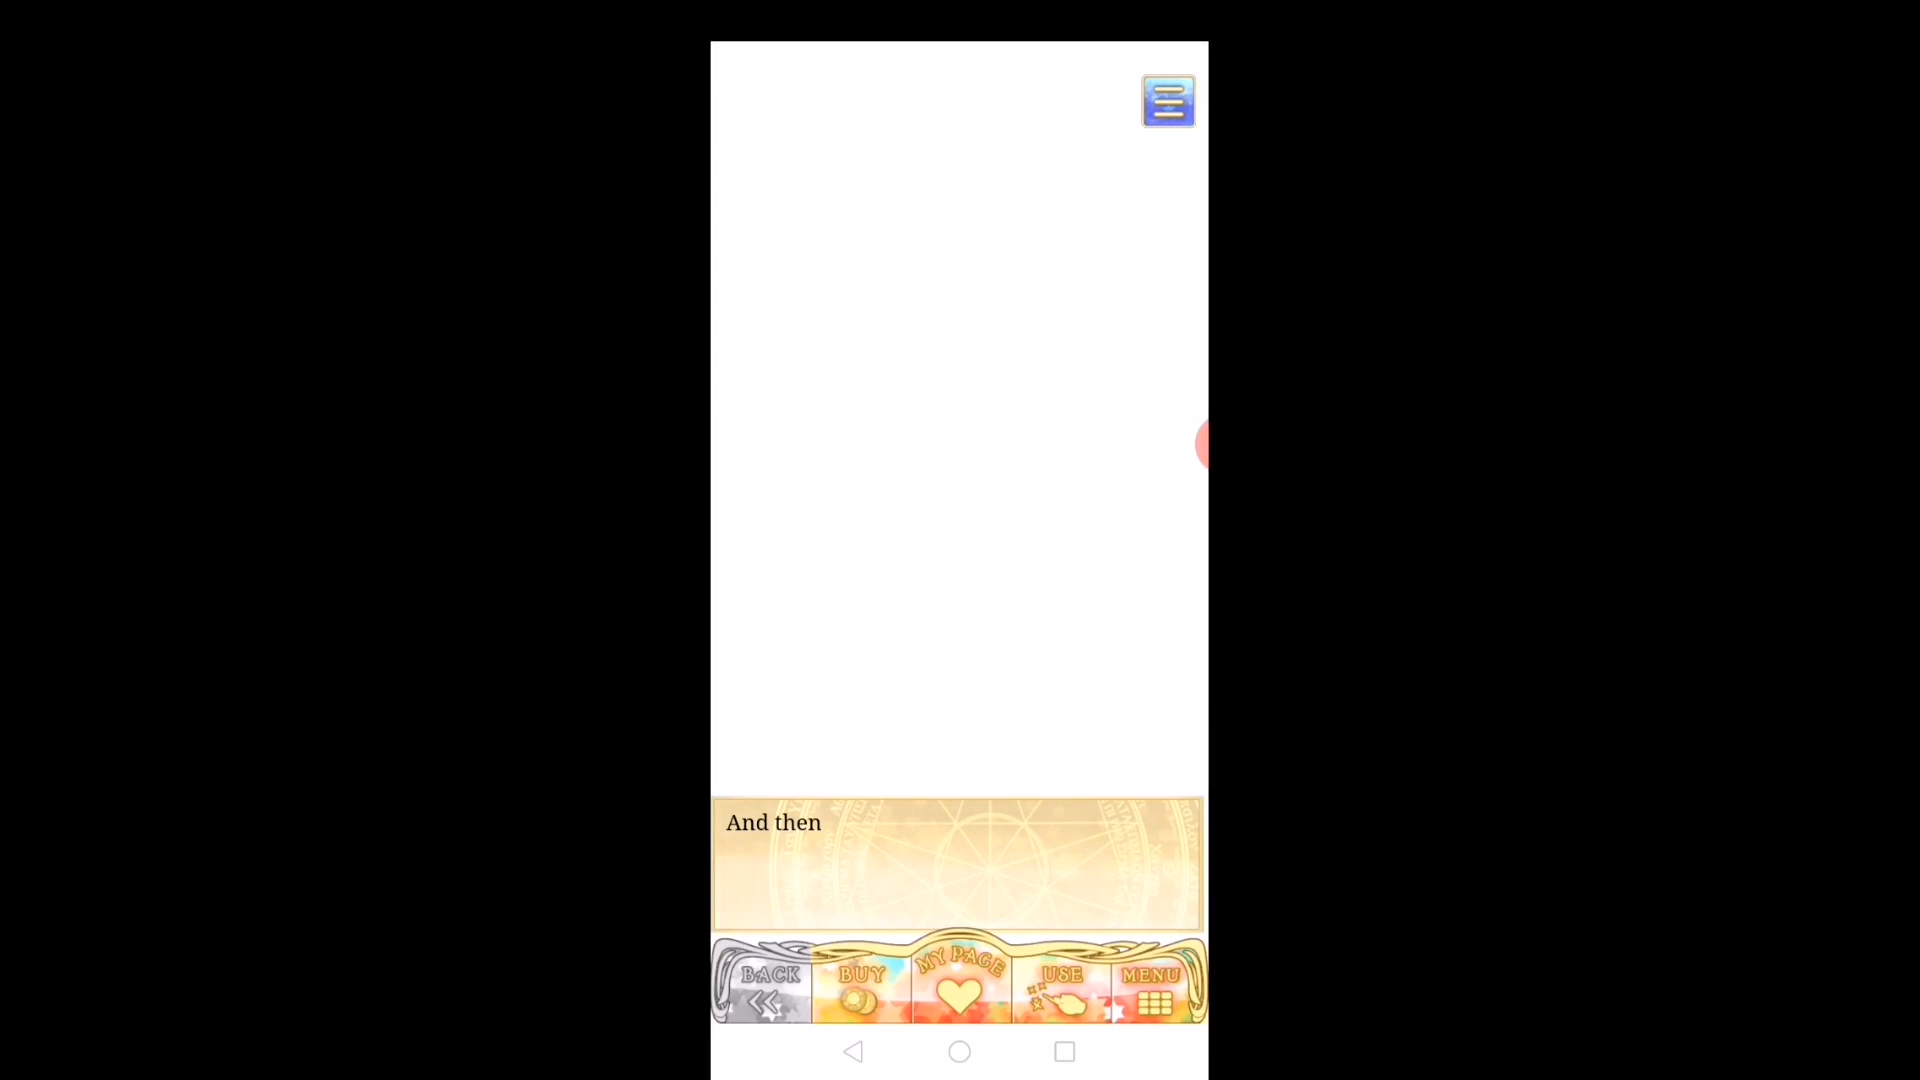 And then
BACK
BUY
MY PAGE
USE
MENU